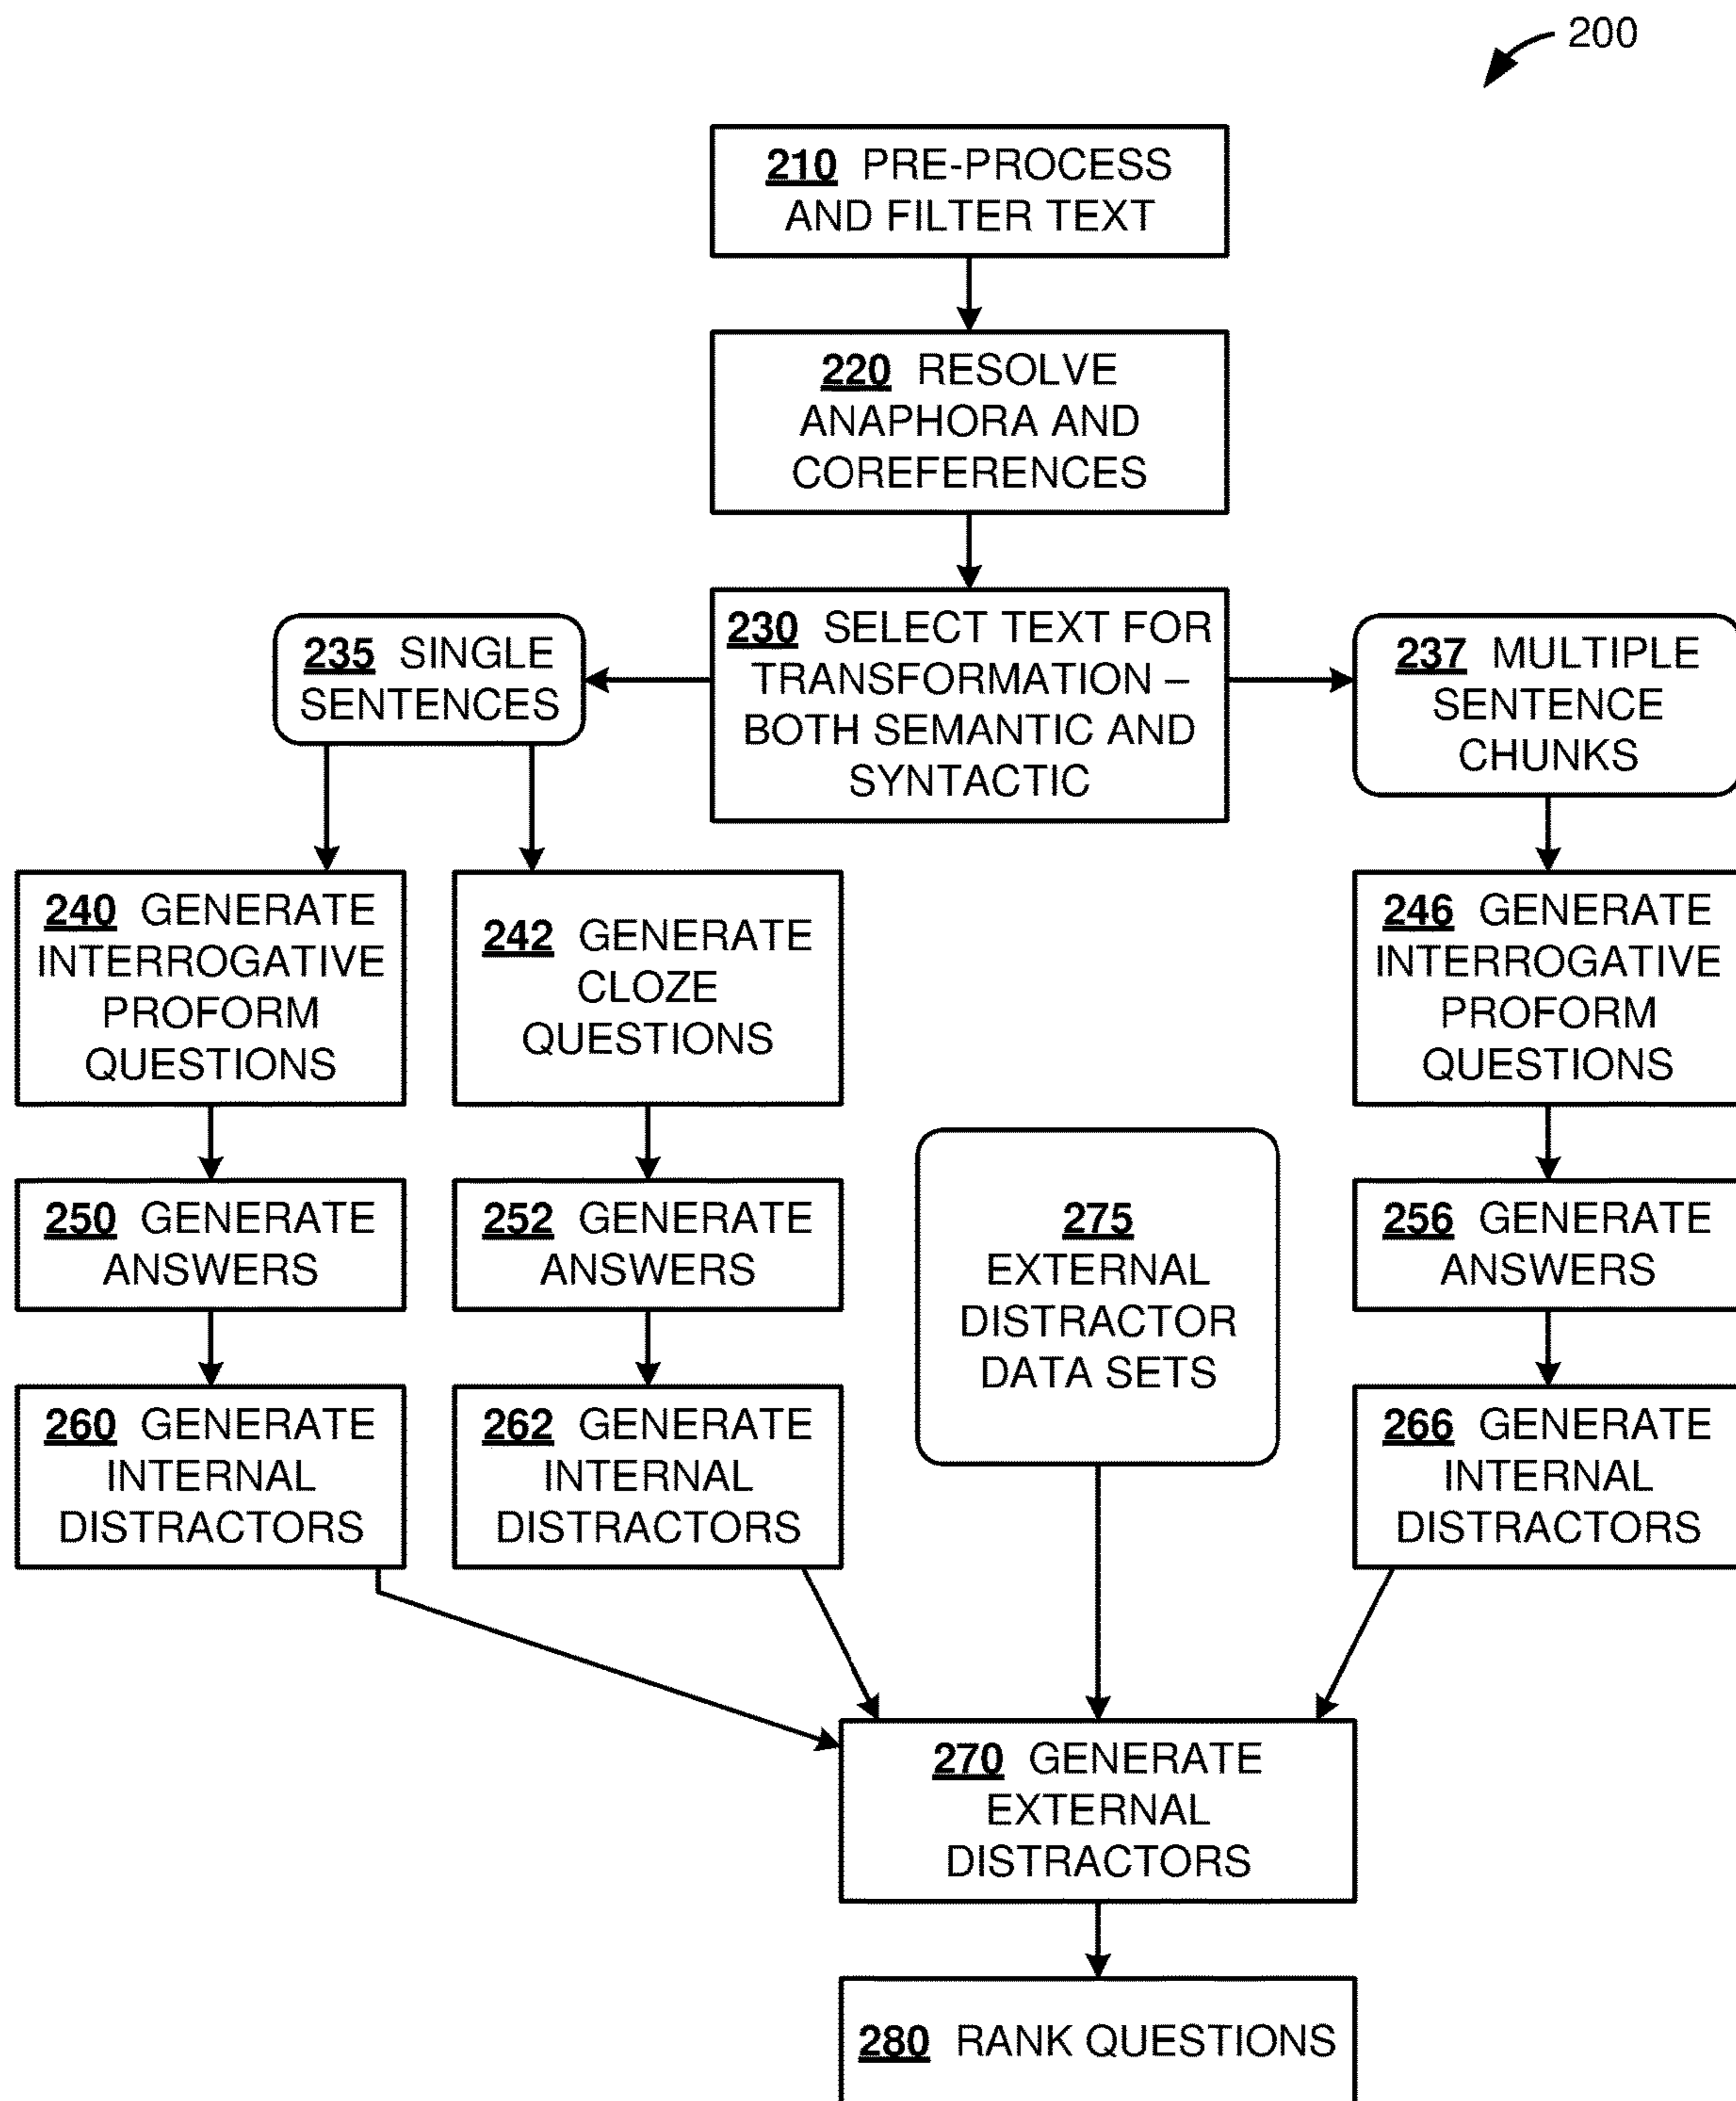 200
210 PRE-PROCESS
AND FILTER TEXT
220 RESOLVE
ANAPHORA AND
COREFERENCES
230 SELECT TEXT FOR
TRANSFORMATION –
BOTH SEMANTIC AND
SYNTACTIC
235 SINGLE
SENTENCES
237 MULTIPLE
SENTENCE
CHUNKS
240 GENERATE
INTERROGATIVE
PROFORM
QUESTIONS
242 GENERATE
CLOZE
QUESTIONS
246 GENERATE
INTERROGATIVE
PROFORM
QUESTIONS
250 GENERATE
ANSWERS
252 GENERATE
ANSWERS
275
EXTERNAL
DISTRACTOR
DATA SETS
256 GENERATE
ANSWERS
260 GENERATE
INTERNAL
DISTRACTORS
262 GENERATE
INTERNAL
DISTRACTORS
266 GENERATE
INTERNAL
DISTRACTORS
270 GENERATE
EXTERNAL
DISTRACTORS
280 RANK QUESTIONS